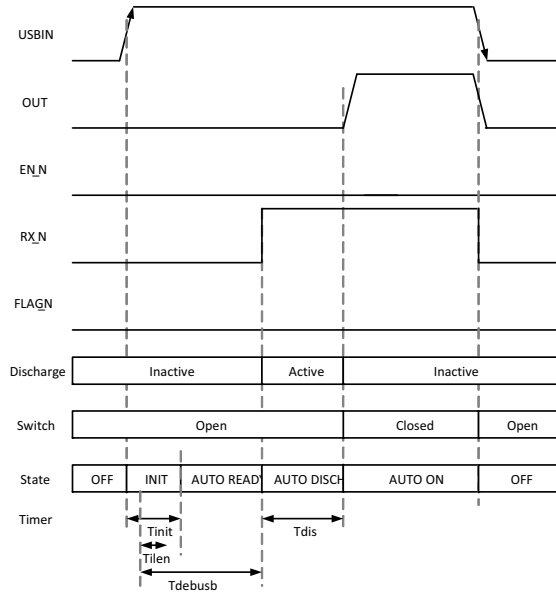 USBIN
OUT
EN_N
RX_N
FLAG_N
Discharge Inactive Active Inactive
Switch Open Closed Open
State OFF INIT AUTO READY AUTO DISCH AUTO ON OFF
Timer
Tinit Tdis
Tilen
Tdebusb